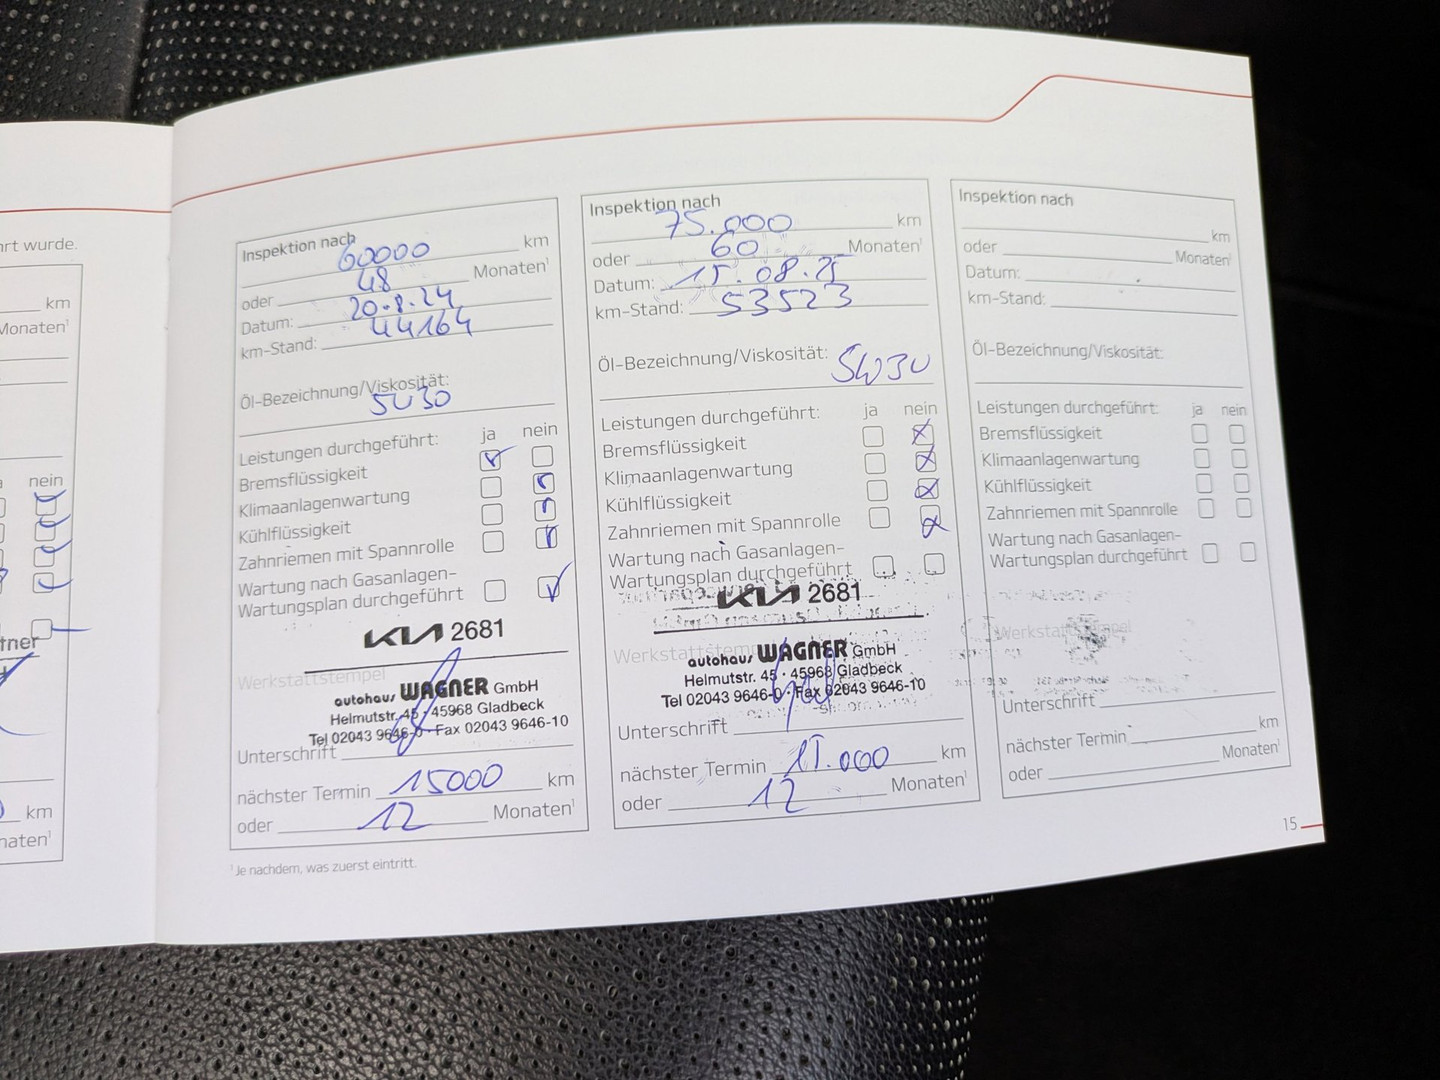 rt wurde.
km
Monaten¹
nein
tner
km
naten¹
Inspektion nach
60000 km
oder 48 Monaten¹
Datum: 20.8.24
km-Stand: 44164
Öl-Bezeichnung/Viskosität:
5W30
Leistungen durchgeführt: ja nein
Bremsflüssigkeit
Klimaanlagenwartung
Kühlflüssigkeit
Zahnriemen mit Spannrolle
Wartung nach Gasanlagen-
Wartungsplan durchgeführt
KIA 2681
Werkstattstempel
autohaus WAGNER GmbH
Helmutstr. 45 · 45968 Gladbeck
Tel 02043 9646-0 · Fax 02043 9646-10
Unterschrift
nächster Termin 15000 km
oder 12 Monaten¹
¹ Je nachdem, was zuerst eintritt.
Inspektion nach
75.000 km
oder 60 Monaten¹
Datum: 15.08.25
km-Stand: 53523
Öl-Bezeichnung/Viskosität: 5W30
Leistungen durchgeführt: ja nein
Bremsflüssigkeit
Klimaanlagenwartung
Kühlflüssigkeit
Zahnriemen mit Spannrolle
Wartung nach Gasanlagen-
Wartungsplan durchgeführt
KIA 2681
Werkstattstempel
autohaus WAGNER GmbH
Helmutstr. 45 · 45968 Gladbeck
Tel 02043 9646-0 · Fax 02043 9646-10
Unterschrift
nächster Termin 15.000 km
oder 12 Monaten¹
Inspektion nach
km
oder Monaten¹
Datum:
km-Stand:
Öl-Bezeichnung/Viskosität:
Leistungen durchgeführt: ja nein
Bremsflüssigkeit
Klimaanlagenwartung
Kühlflüssigkeit
Zahnriemen mit Spannrolle
Wartung nach Gasanlagen-
Wartungsplan durchgeführt
Werkstattstempel
Unterschrift
nächster Termin km
oder Monaten¹
15